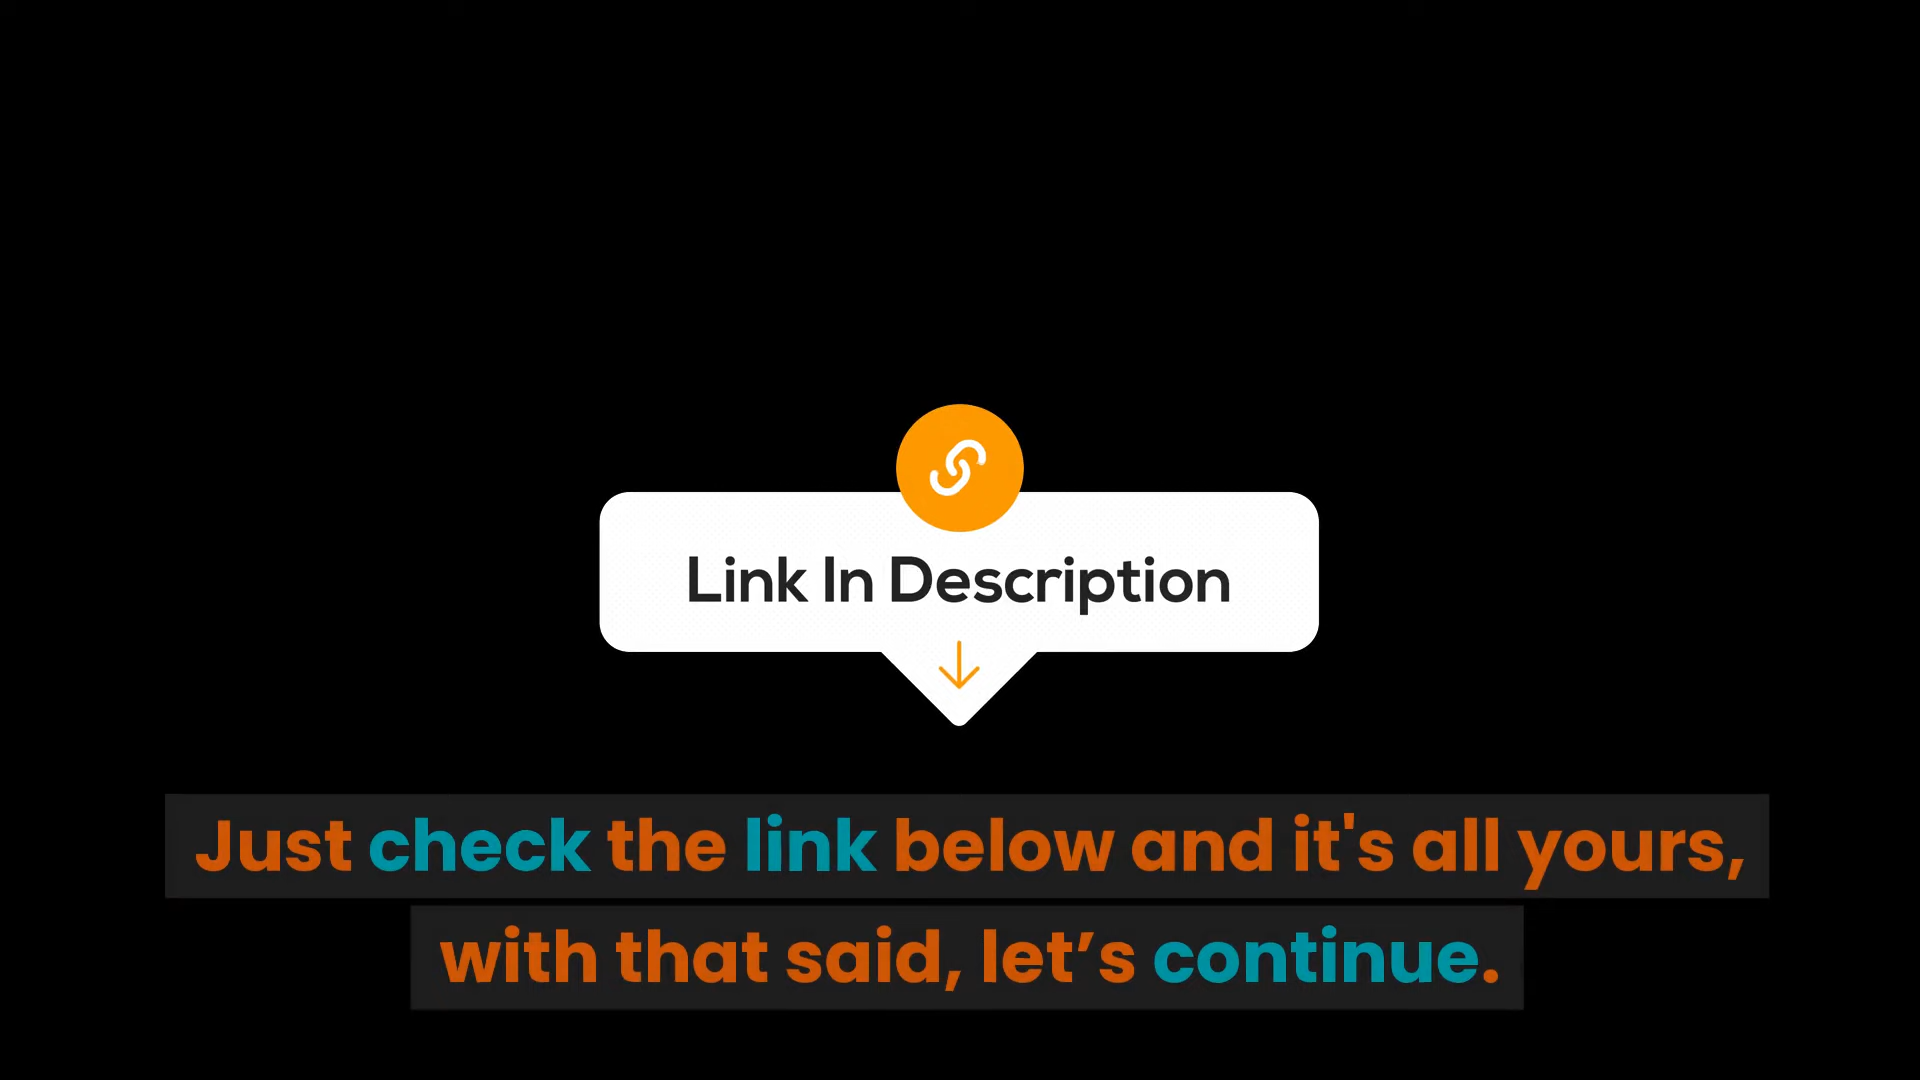 Link In Description
Just check the link below and it's all yours,
with that said, let’s continue.